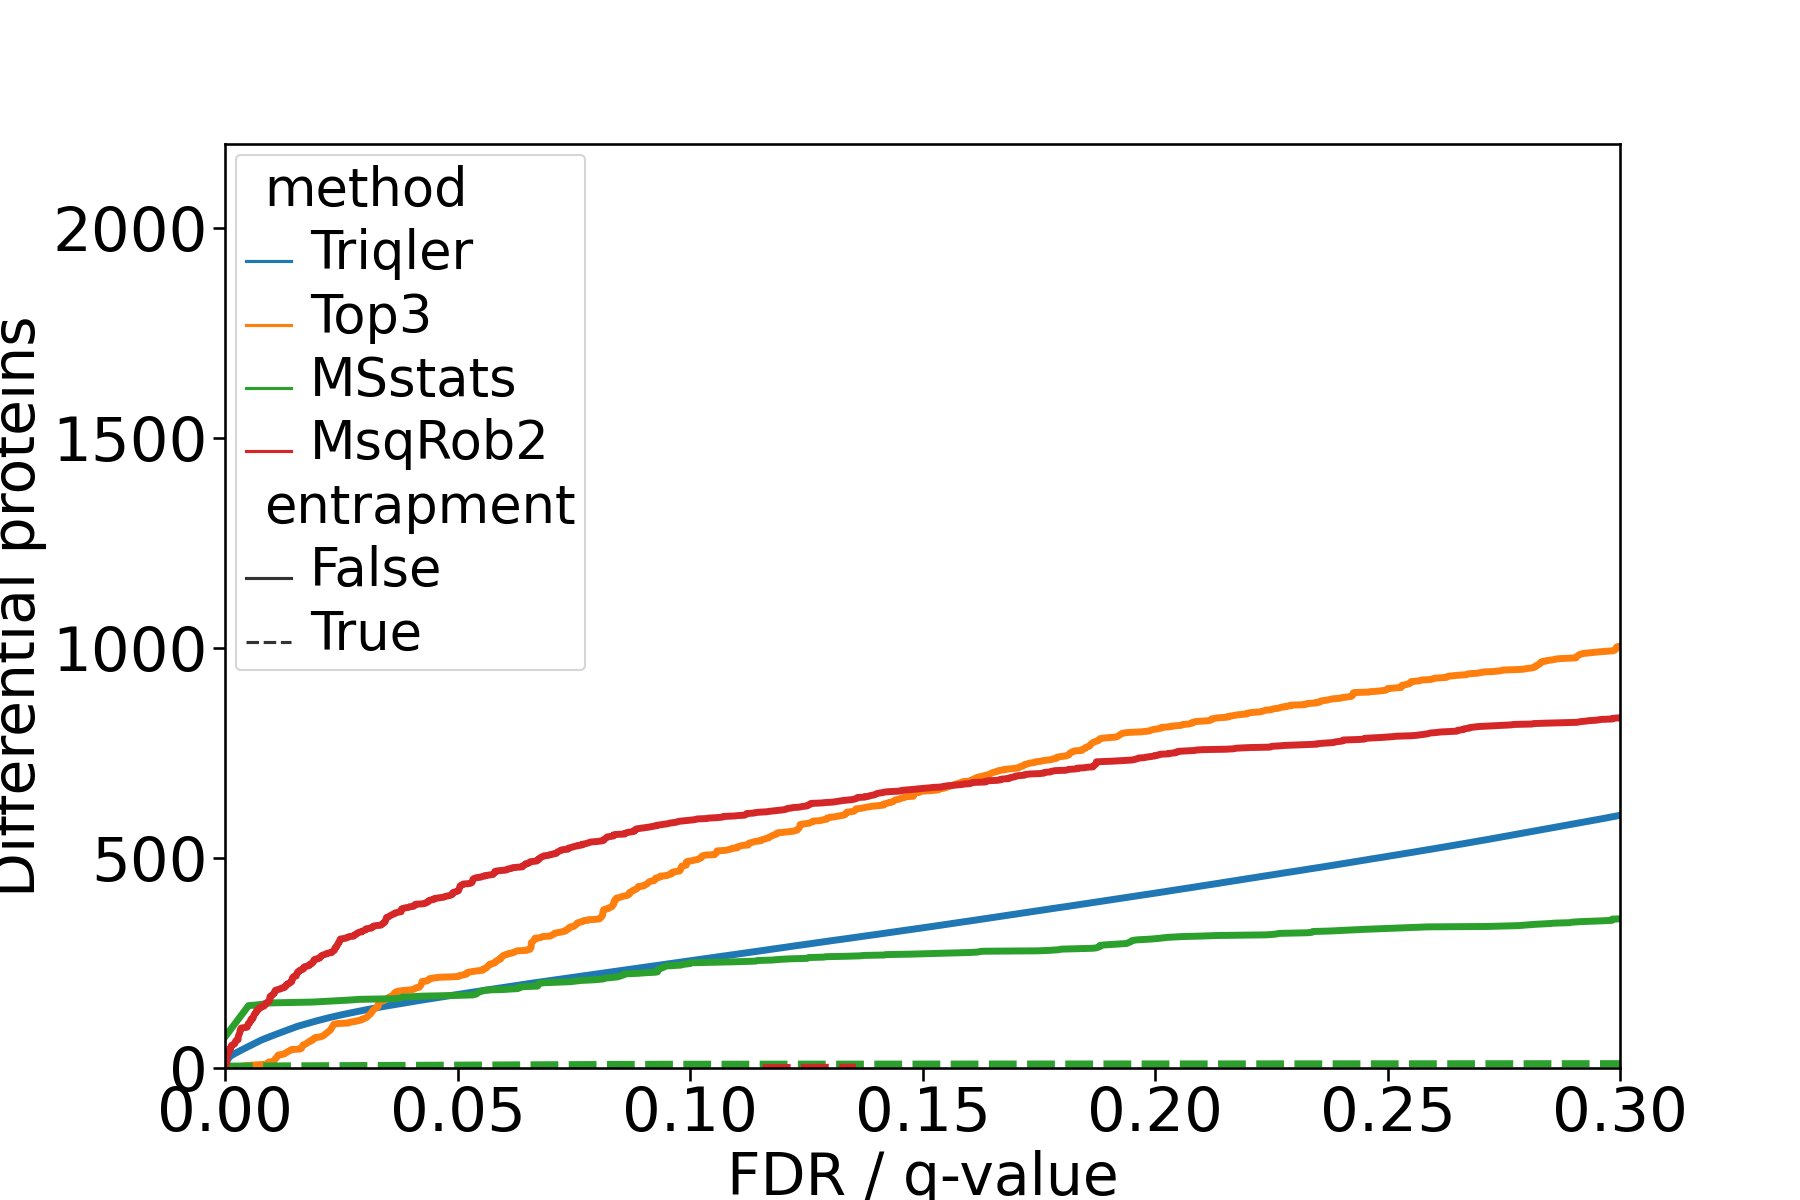 method
Triqler
Top3
MSstats
MsqRob2
entrapment
False
True
2000
1500
1000
500
0
Differential proteins
0.00 0.05 0.10 0.15 0.20 0.25 0.30
FDR / q-value